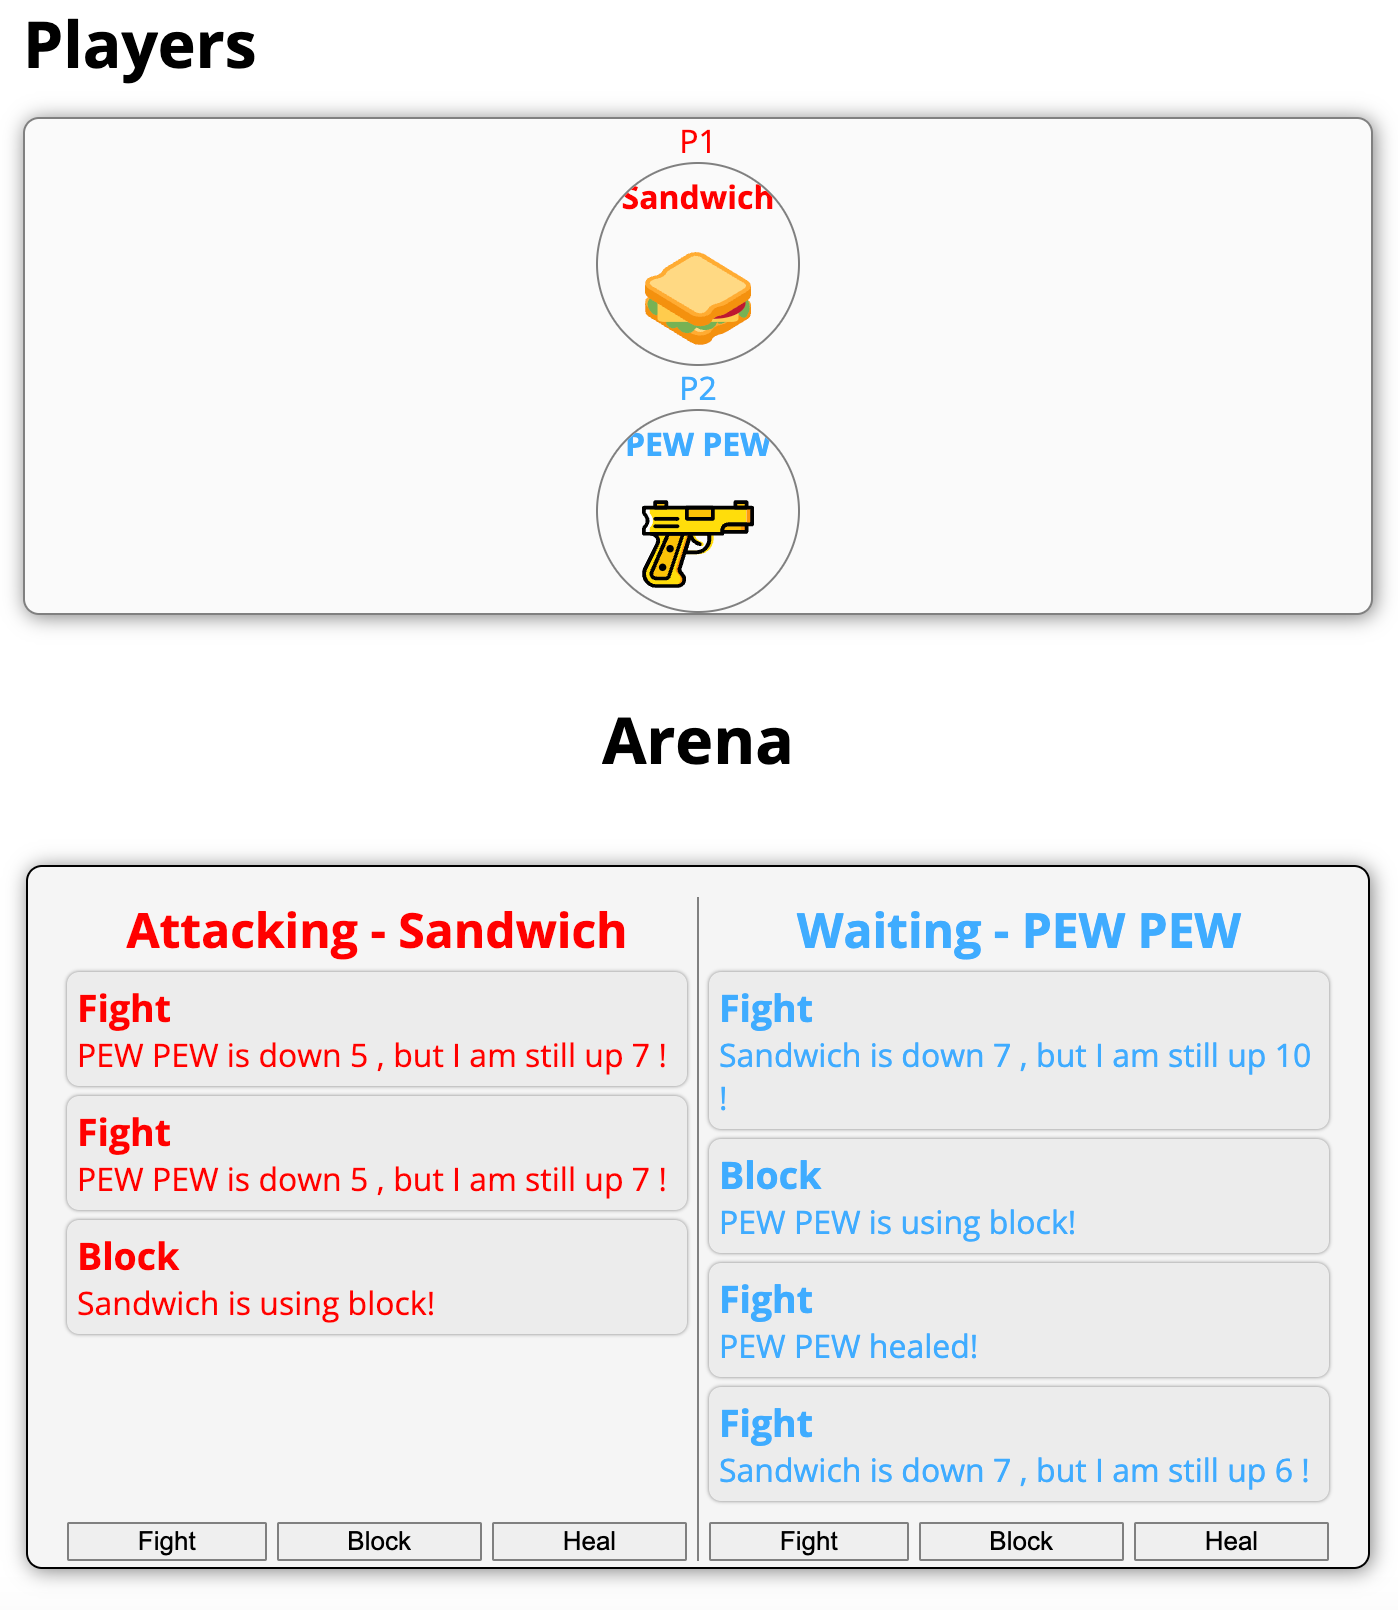 Players
P1
Sandwich
P2
PEW PEW
Arena
Attacking - Sandwich
Fight
PEW PEW is down 5 , but I am still up 7 !
Fight
PEW PEW is down 5 , but I am still up 7 !
Block
Sandwich is using block!
Fight
Block
Heal
Waiting - PEW PEW
Fight
Sandwich is down 7 , but I am still up 10
!
Block
PEW PEW is using block!
Fight
PEW PEW healed!
Fight
Sandwich is down 7 , but I am still up 6 !
Fight
Block
Heal